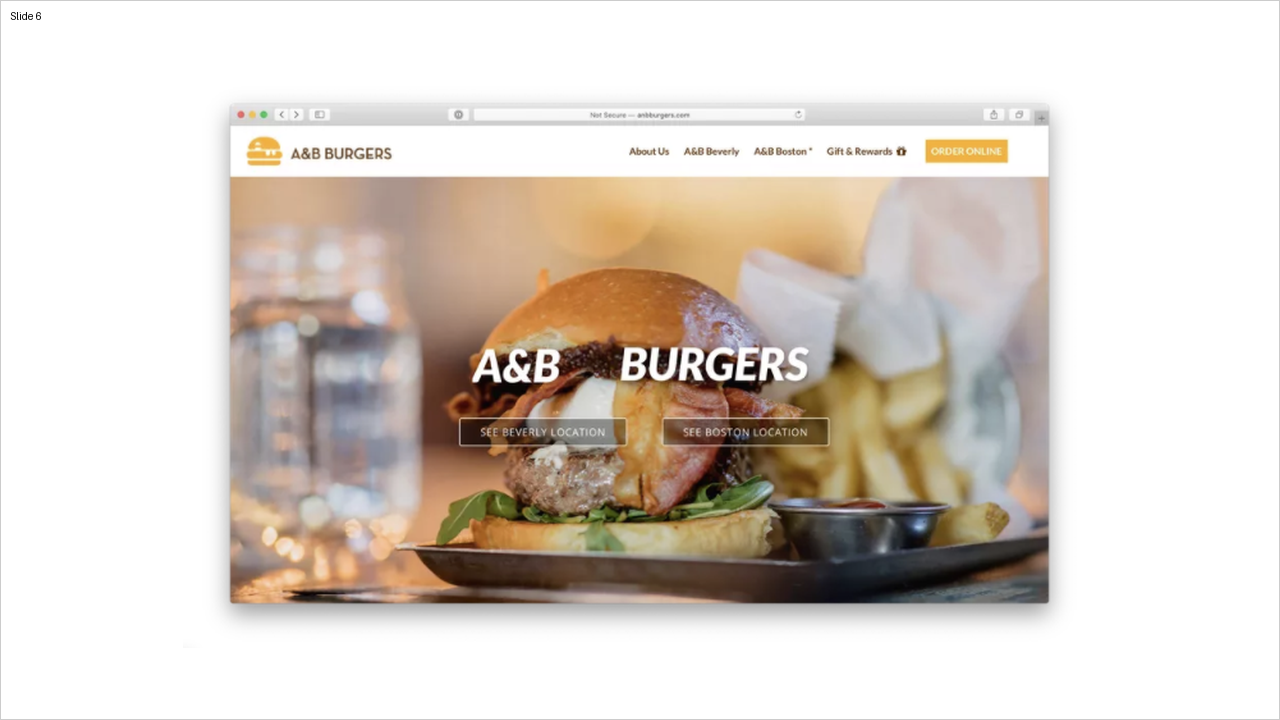 Slide 6
Not Secure — anbburgers.com
A&B BURGERS
About Us A&B Beverly A&B Boston * Gift & Rewards ORDER ONLINE
A&B BURGERS
SEE BEVERLY LOCATION SEE BOSTON LOCATION